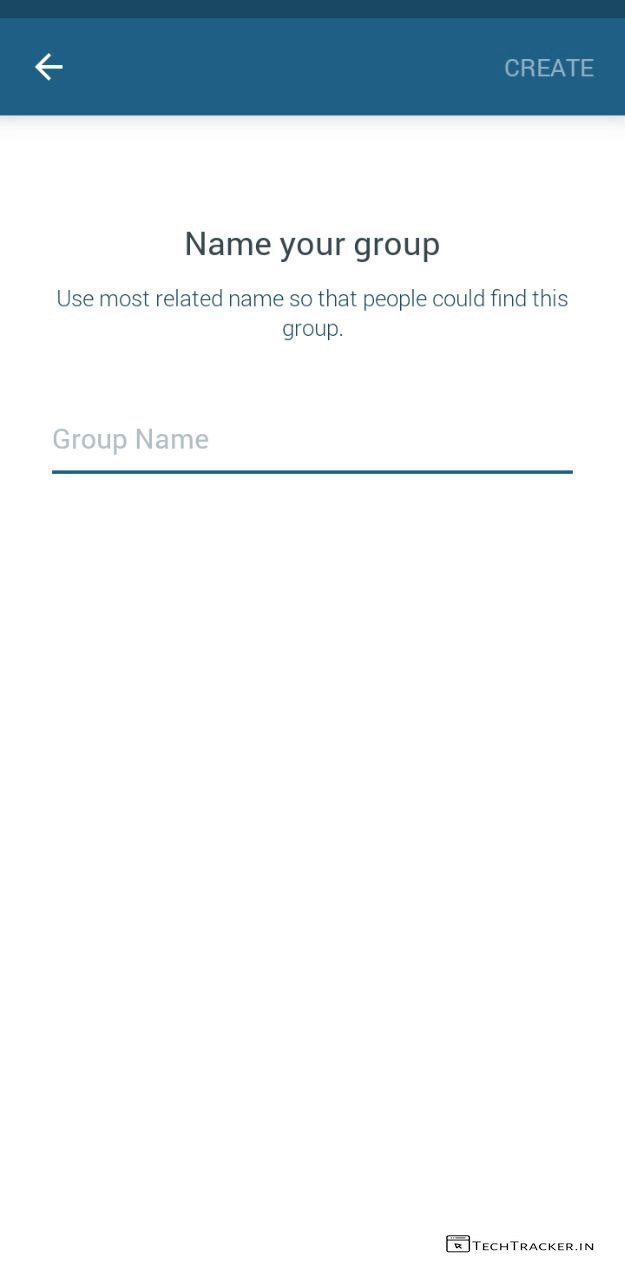 CREATE
Name your group
Use most related name so that people could find this
group.
Group Name
TECHTRACKER.IN